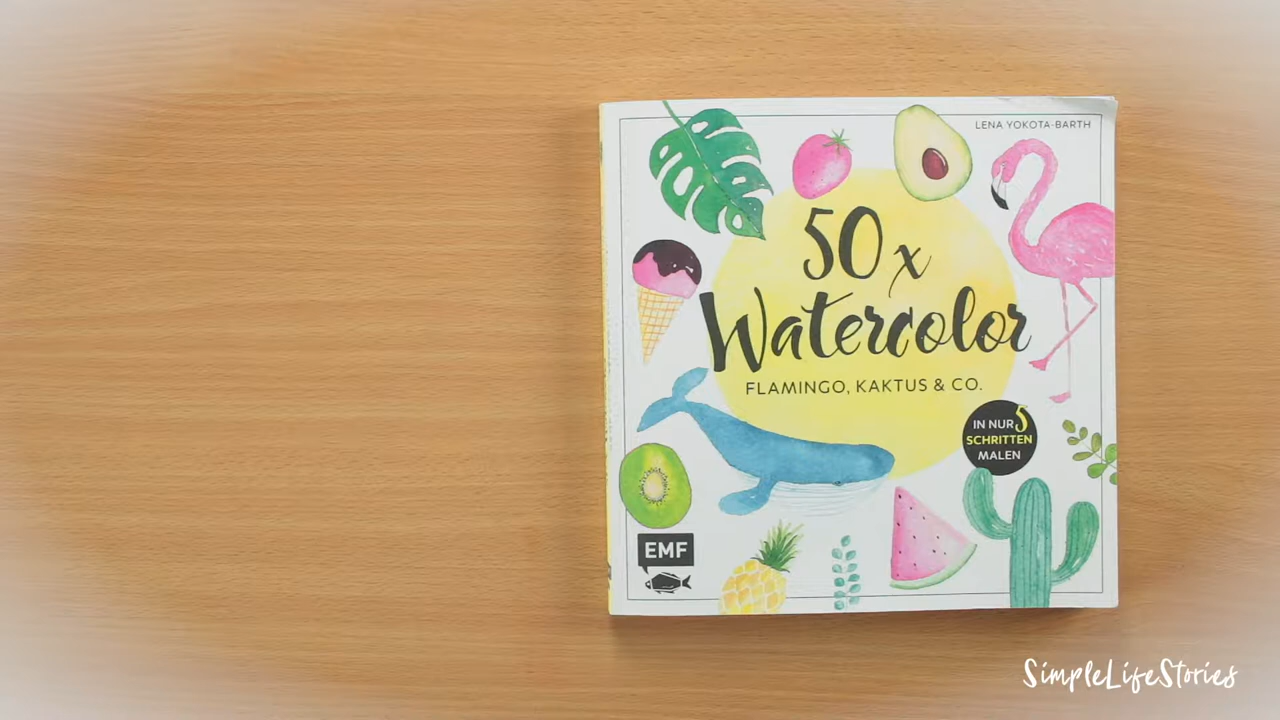 LENA YOKOTA-BARTH
50 x
Watercolor
FLAMINGO, KAKTUS & CO.
IN NUR 5
SCHRITTEN
MALEN
EMF
SimpleLifeStories